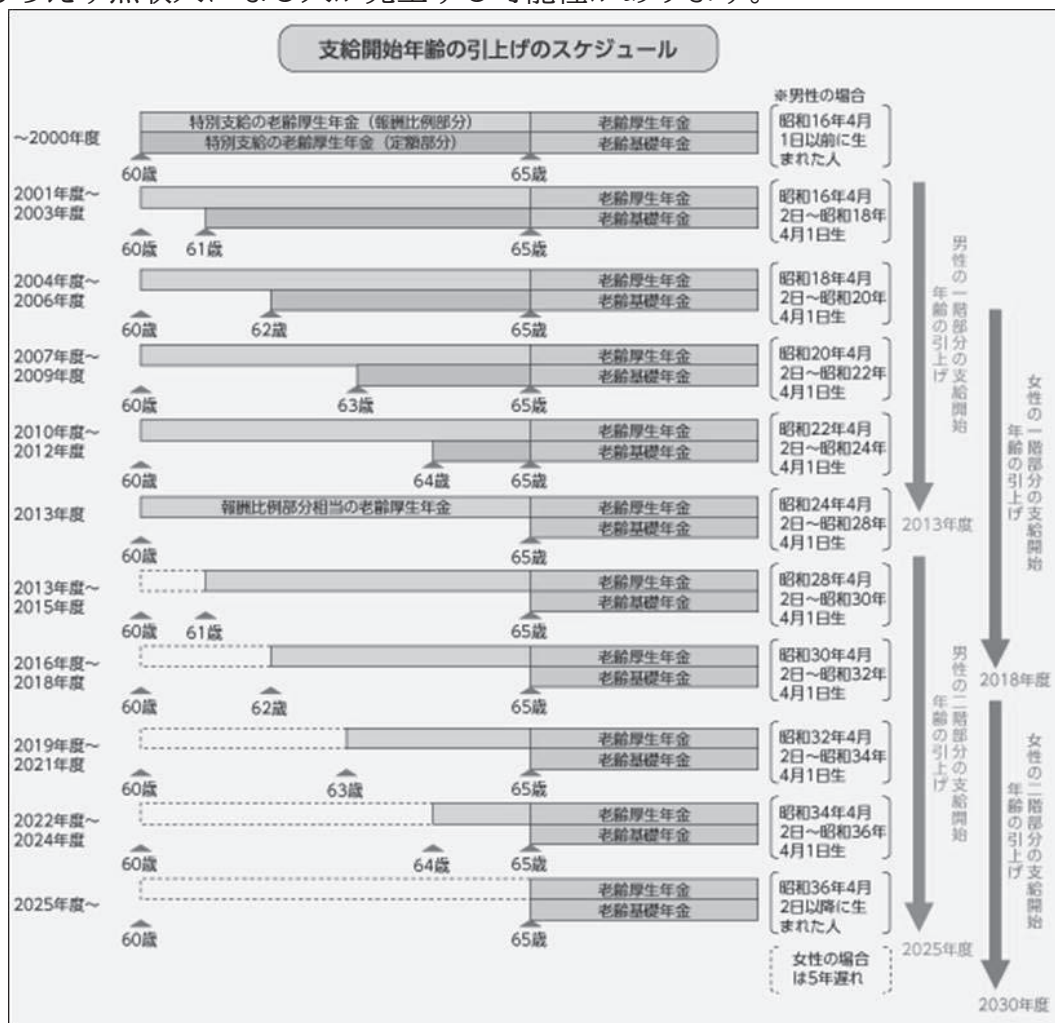 支給開始年齢の引上げのスケジュール
※男性の場合
~2000年度
特別支給の老齢厚生年金（報酬比例部分）
老齢厚生年金
特別支給の老齢厚生年金（定額部分）
老齢基礎年金
60歳
65歳
昭和16年4月
1日以前に生
まれた人
2001年度~
2003年度
老齢厚生年金
老齢基礎年金
60歳
61歳
65歳
昭和16年4月
2日~昭和18年
4月1日生
2004年度~
2006年度
老齢厚生年金
老齢基礎年金
60歳
62歳
65歳
昭和18年4月
2日~昭和20年
4月1日生
2007年度~
2009年度
老齢厚生年金
老齢基礎年金
60歳
63歳
65歳
昭和20年4月
2日~昭和22年
4月1日生
2010年度~
2012年度
老齢厚生年金
老齢基礎年金
60歳
64歳
65歳
昭和22年4月
2日~昭和24年
4月1日生
2013年度
報酬比例部分相当の老齢厚生年金
老齢厚生年金
老齢基礎年金
60歳
65歳
昭和24年4月
2日~昭和28年
4月1日生
2013年度~
2015年度
老齢厚生年金
老齢基礎年金
60歳
61歳
65歳
昭和28年4月
2日~昭和30年
4月1日生
2016年度~
2018年度
老齢厚生年金
老齢基礎年金
60歳
62歳
65歳
昭和30年4月
2日~昭和32年
4月1日生
2019年度~
2021年度
老齢厚生年金
老齢基礎年金
60歳
63歳
65歳
昭和32年4月
2日~昭和34年
4月1日生
2022年度~
2024年度
老齢厚生年金
老齢基礎年金
60歳
64歳
65歳
昭和34年4月
2日~昭和36年
4月1日生
2025年度~
老齢厚生年金
老齢基礎年金
60歳
65歳
昭和36年4月
2日以降に生
まれた人
女性の場合
は5年遅れ
男性の一階部分の支給開始
年齢の引上げ
2013年度
女性の一階部分の支給開始
年齢の引上げ
2018年度
男性の二階部分の支給開始
年齢の引上げ
2025年度
女性の二階部分の支給開始
年齢の引上げ
2030年度